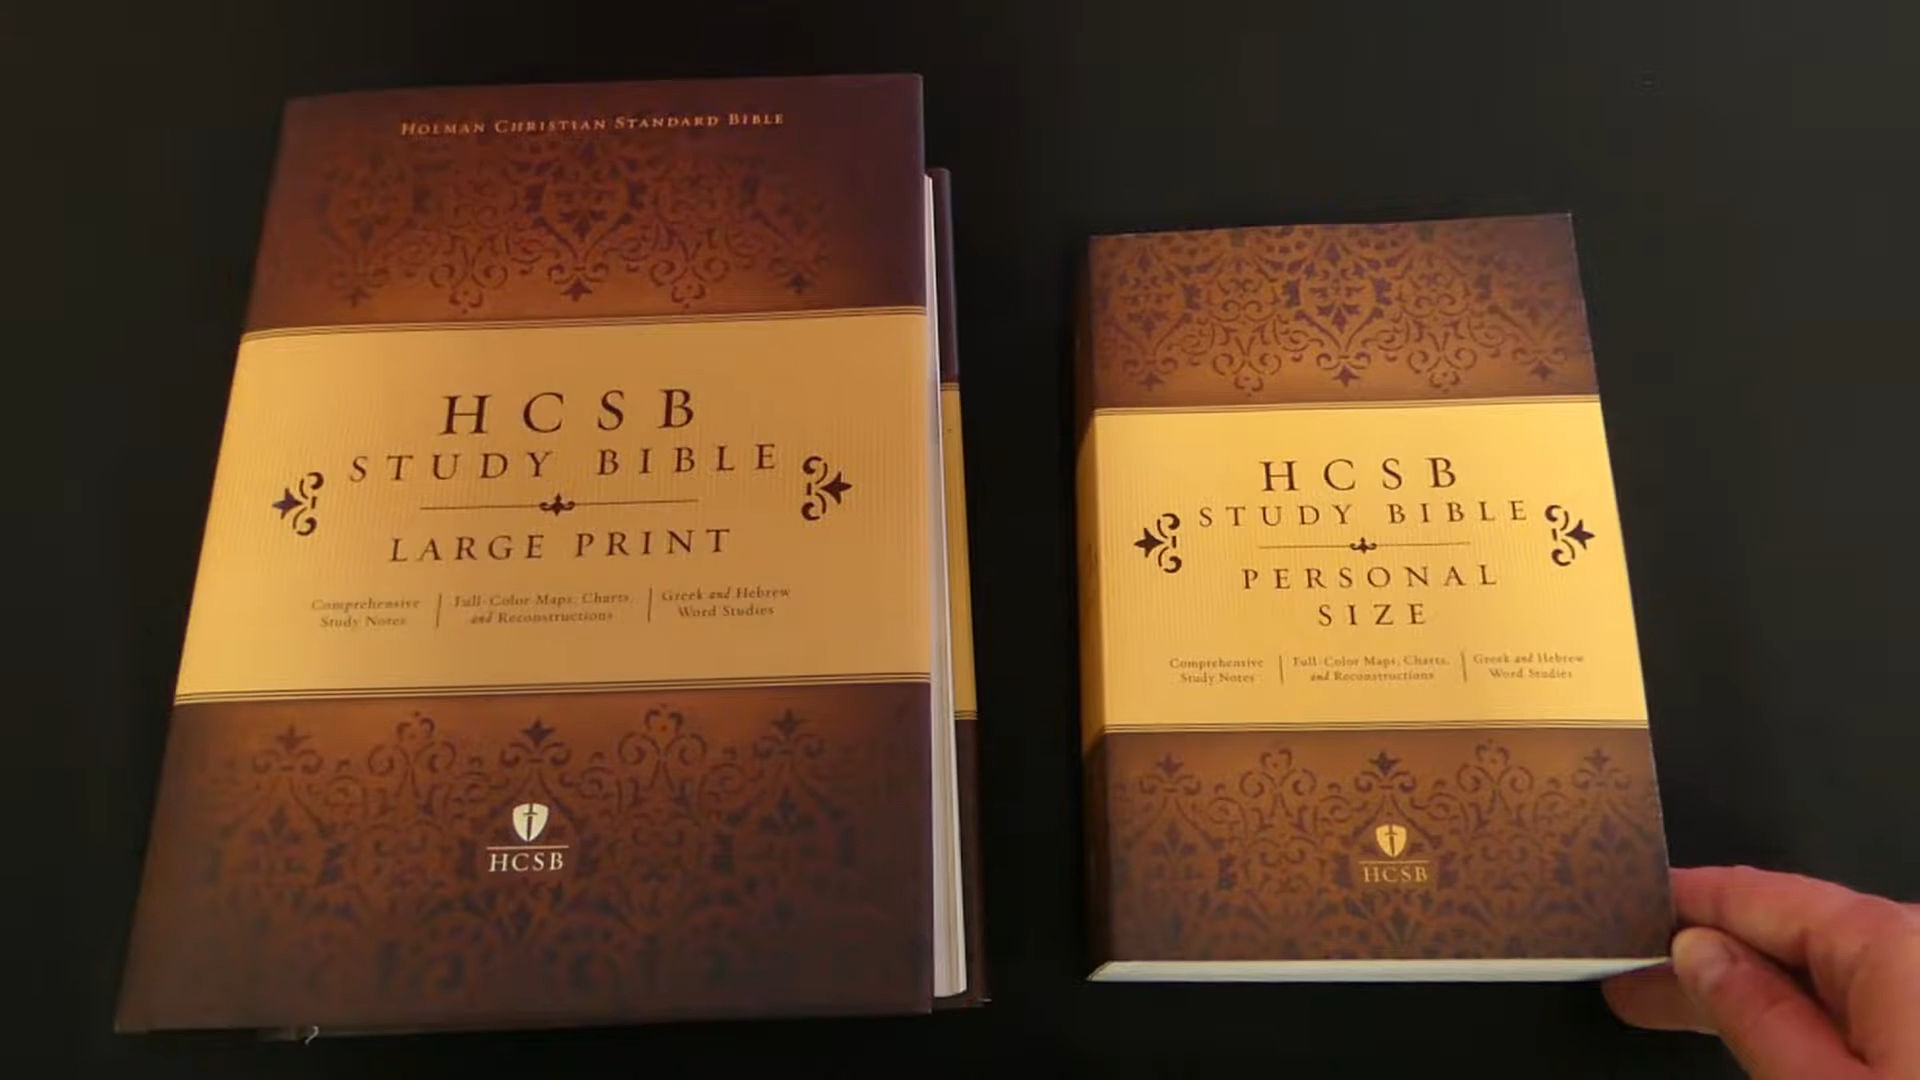 HOLMAN CHRISTIAN STANDARD BIBLE
HCSB
STUDY BIBLE
LARGE PRINT
Comprehensive
Study Notes
Full-Color Maps, Charts,
and Reconstructions
Greek and Hebrew
Word Studies
HCSB
HCSB
STUDY BIBLE
PERSONAL
SIZE
Comprehensive
Study Notes
Full-Color Maps, Charts,
and Reconstructions
Greek and Hebrew
Word Studies
HCSB